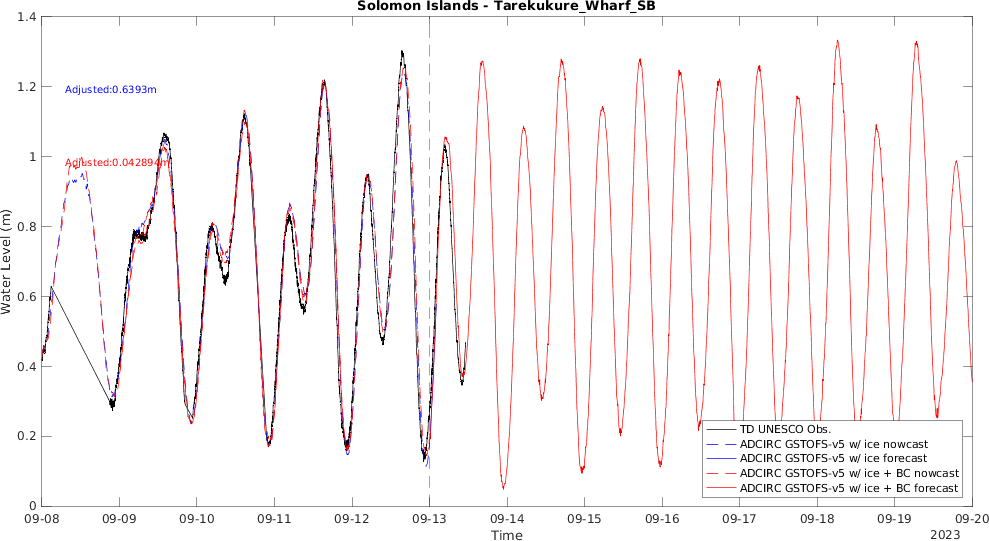 Solomon Islands - Tarekukure_Wharf_SB
1.4
1.2
1
0.8
0.6
0.4
0.2
0
Water Level (m)
Adjusted:0.6393m
Adjusted:0.042894m
TD UNESCO Obs.
ADCIRC GSTOFS-v5 w/ ice nowcast
ADCIRC GSTOFS-v5 w/ ice forecast
ADCIRC GSTOFS-v5 w/ ice + BC nowcast
ADCIRC GSTOFS-v5 w/ ice + BC forecast
09-08 09-09 09-10 09-11 09-12 09-13 09-14 09-15 09-16 09-17 09-18 09-19 09-20
Time 2023